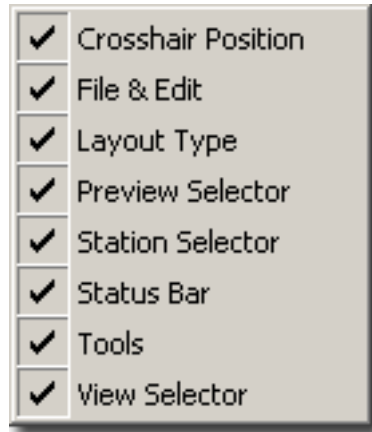 Crosshair Position
File & Edit
Layout Type
Preview Selector
Station Selector
Status Bar
Tools
View Selector